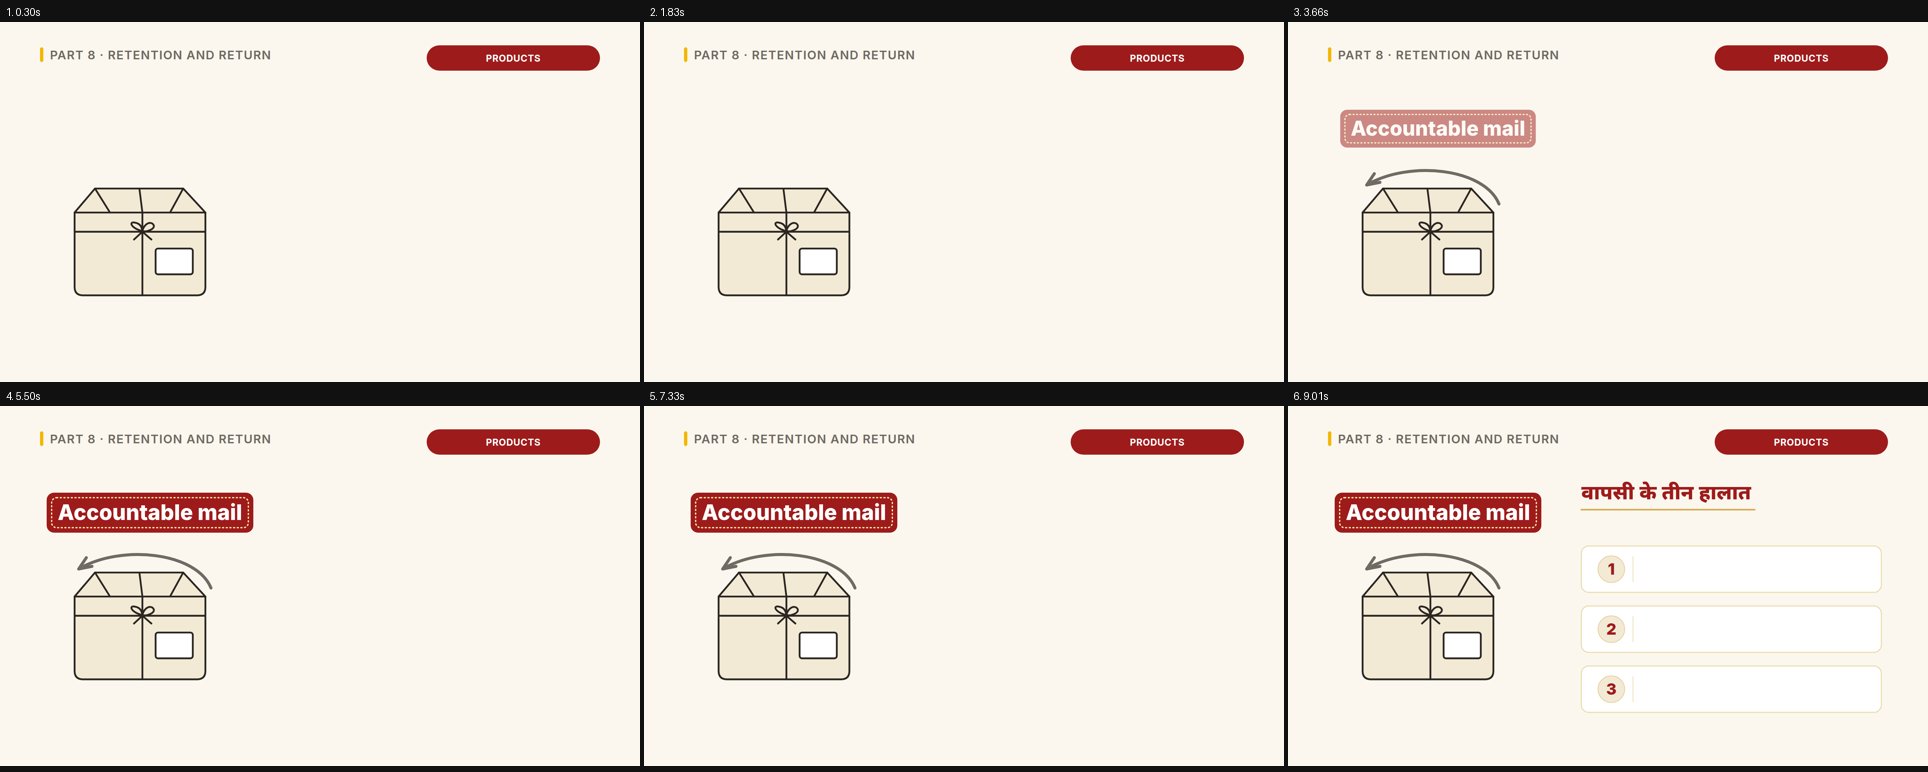 1. 0.30s
PART 8 · RETENTION AND RETURN
PRODUCTS
2. 1.83s
PART 8 · RETENTION AND RETURN
PRODUCTS
3. 3.66s
PART 8 · RETENTION AND RETURN
PRODUCTS
Accountable mail
4. 5.50s
PART 8 · RETENTION AND RETURN
PRODUCTS
Accountable mail
5. 7.33s
PART 8 · RETENTION AND RETURN
PRODUCTS
Accountable mail
6. 9.01s
PART 8 · RETENTION AND RETURN
PRODUCTS
Accountable mail
वापसी के तीन हालात
1
2
3